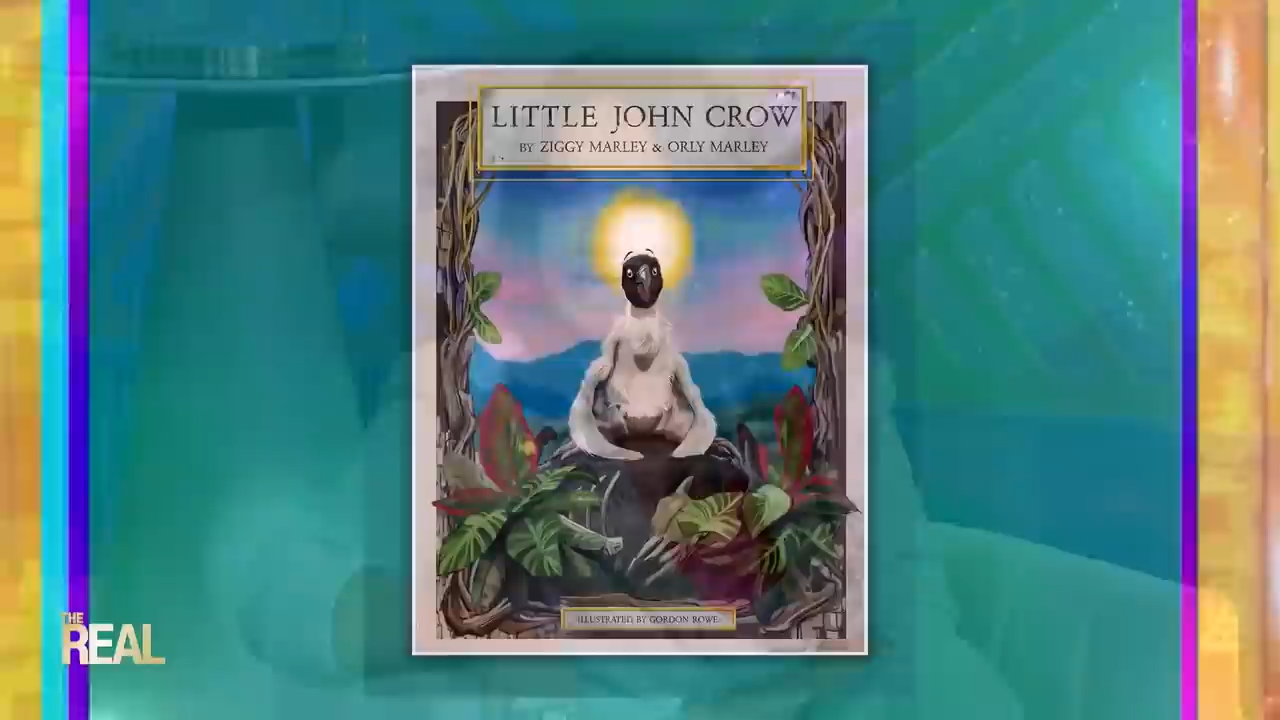 LITTLE JOHN CROW
BY ZIGGY MARLEY & ORLY MARLEY
ILLUSTRATED BY GORDON ROWE
THE
REAL